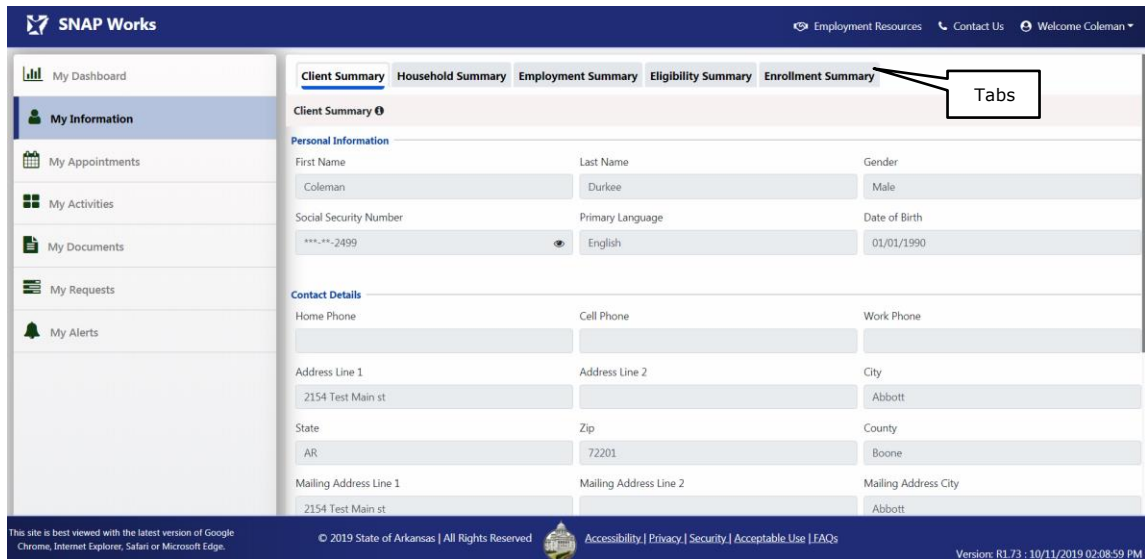 SNAP Works
Employment Resources Contact Us Welcome Coleman
My Dashboard
My Information
My Appointments
My Activities
My Documents
My Requests
My Alerts
Client Summary Household Summary Employment Summary Eligibility Summary Enrollment Summary
Tabs
Client Summary
Personal Information
First Name Last Name Gender
Coleman Durkee Male
Social Security Number Primary Language Date of Birth
***-**-2499 English 01/01/1990
Contact Details
Home Phone Cell Phone Work Phone
Address Line 1 Address Line 2 City
2154 Test Main st Abbott
State Zip County
AR 72201 Boone
Mailing Address Line 1 Mailing Address Line 2 Mailing Address City
2154 Test Main st Abbott
This site is best viewed with the latest version of Google
Chrome, Internet Explorer, Safari or Microsoft Edge.
© 2019 State of Arkansas | All Rights Reserved
Accessibility | Privacy | Security | Acceptable Use | FAQs
Version: R1.73 : 10/11/2019 02:08:59 PM